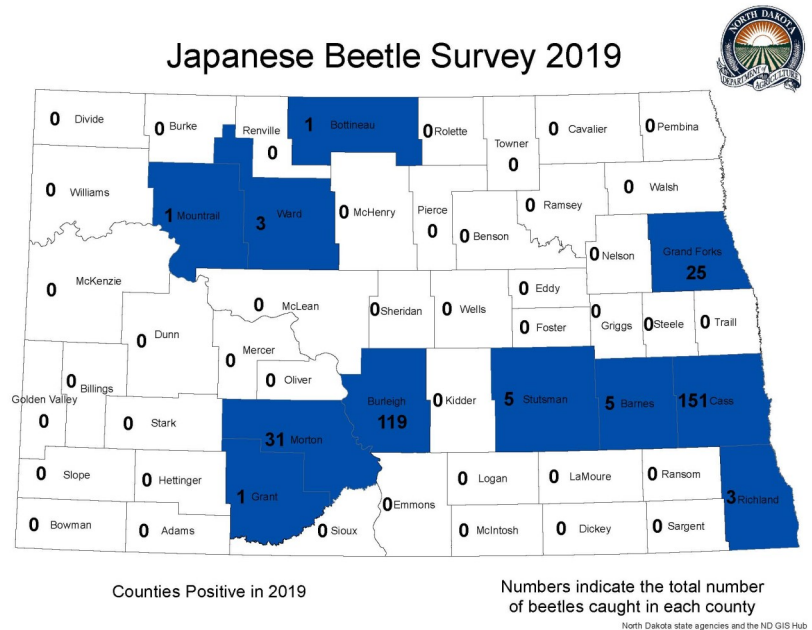 NORTH DAKOTA
DEPARTMENT of AGRICULTURE
Japanese Beetle Survey 2019
0 Divide
0 Burke
Renville
0
1 Bottineau
0 Rolette
Towner
0
0 Cavalier
0 Pembina
0 Williams
1 Mountrail
3 Ward
0 McHenry
Pierce
0
0 Benson
0 Ramsey
0 Walsh
0 Nelson
Grand Forks
25
McKenzie
0
0 Dunn
0 McLean
0 Sheridan
0 Wells
0 Eddy
0 Foster
0
Griggs
0 Steele
0 Traill
Mercer
0
0 Oliver
Golden Valley
0
0 Billings
0 Stark
31 Morton
Burleigh
119
0 Kidder
5 Stutsman
5 Barnes
151 Cass
0 Slope
0 Hettinger
1 Grant
0 Emmons
0 Logan
0 LaMoure
0 Ransom
3 Richland
0 Bowman
0 Adams
0 Sioux
0 McIntosh
0 Dickey
0 Sargent
Counties Positive in 2019
Numbers indicate the total number
of beetles caught in each county
North Dakota state agencies and the ND GIS Hub